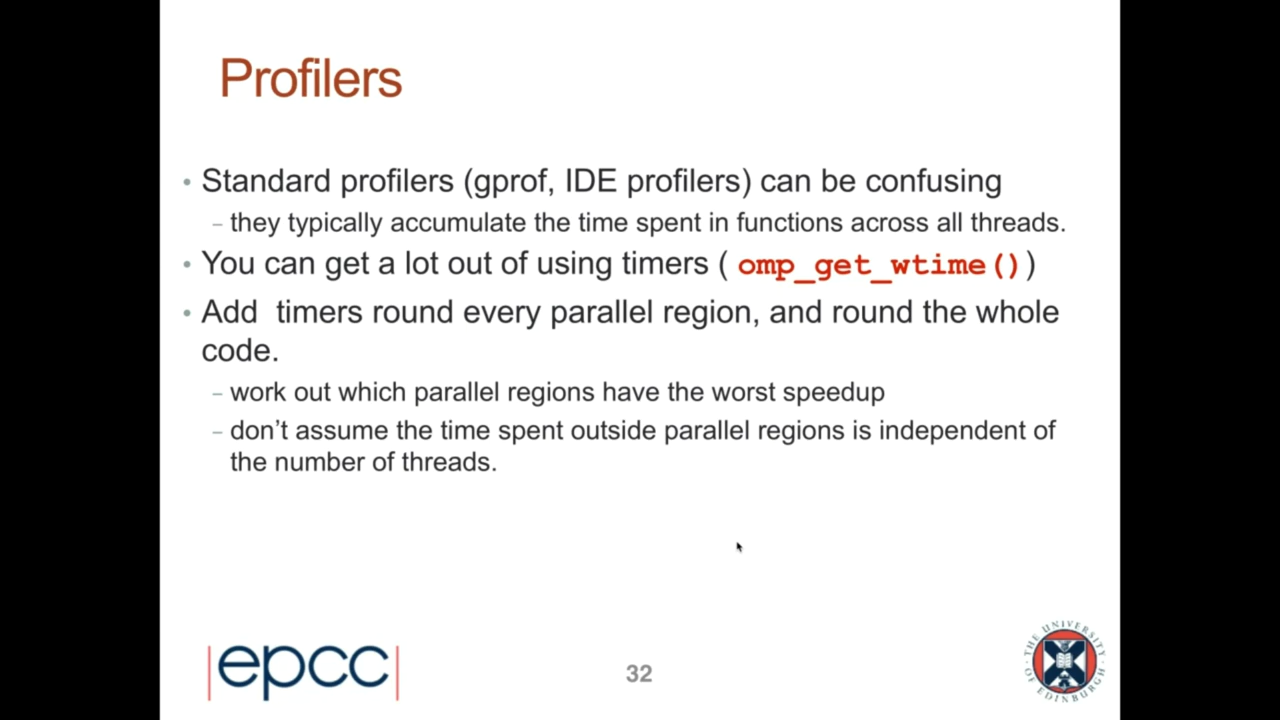 Profilers
• Standard profilers (gprof, IDE profilers) can be confusing
– they typically accumulate the time spent in functions across all threads.
• You can get a lot out of using timers ( omp_get_wtime())
• Add timers round every parallel region, and round the whole
code.
– work out which parallel regions have the worst speedup
– don’t assume the time spent outside parallel regions is independent of
the number of threads.
|epcc|
32
THE UNIVERSITY
OF EDINBURGH